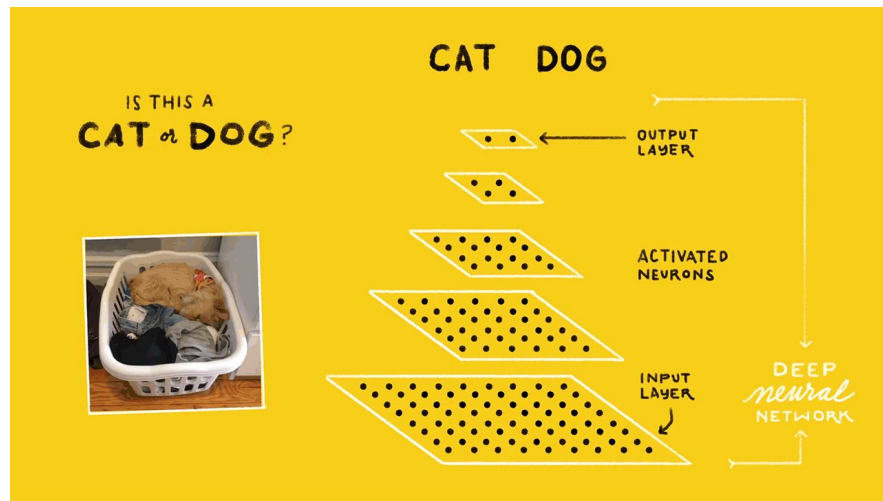 IS THIS A
CAT or DOG?
CAT DOG
OUTPUT
LAYER
ACTIVATED
NEURONS
INPUT
LAYER
DEEP
neural
NETWORK